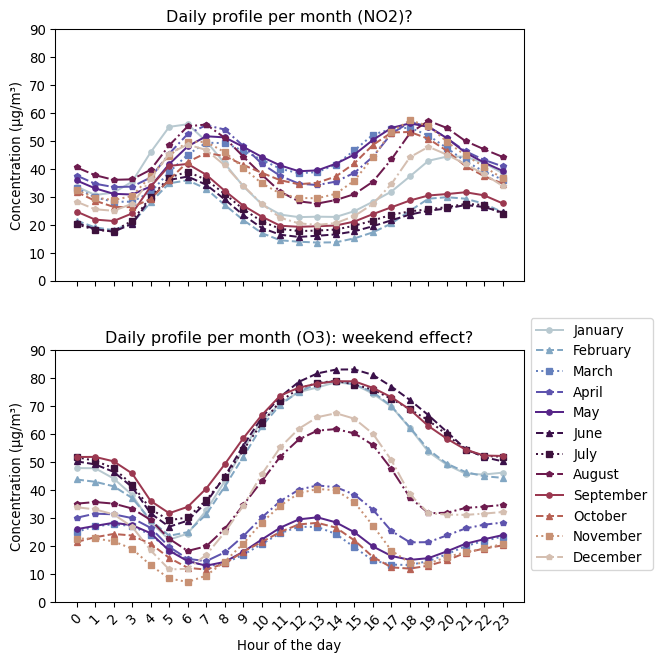 Daily profile per month (NO2)?
90
80
70
60
50
40
30
20
10
0
Concentration (µg/m³)
Daily profile per month (O3): weekend effect?
90
80
70
60
50
40
30
20
10
0
Concentration (µg/m³)
0 1 2 3 4 5 6 7 8 9 10 11 12 13 14 15 16 17 18 19 20 21 22 23
Hour of the day
January
February
March
April
May
June
July
August
September
October
November
December